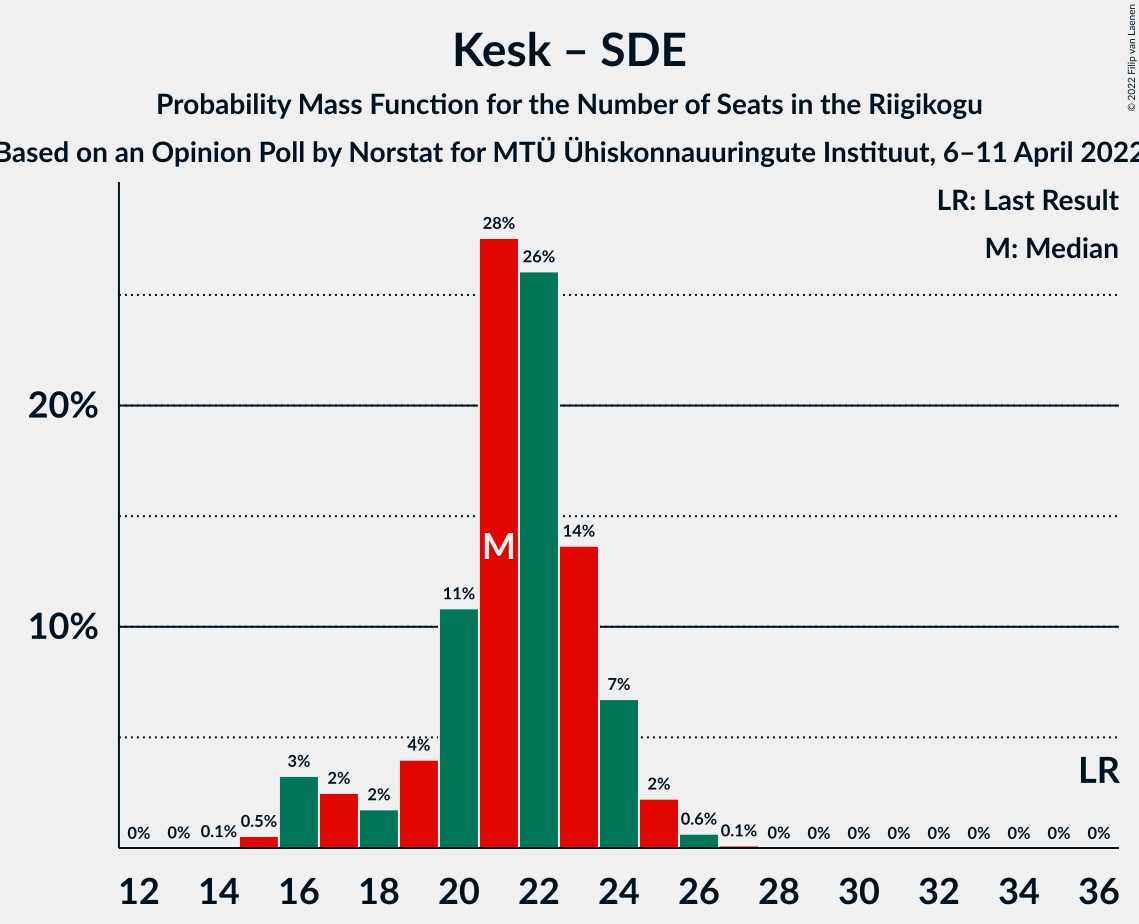 © 2022 Filip van Laenen
Kesk – SDE
Probability Mass Function for the Number of Seats in the Riigikogu
Based on an Opinion Poll by Norstat for MTÜ Ühiskonnauuringute Instituut, 6–11 April 2022
LR: Last Result
M: Median
28%
26%
20%
14%
M
11%
10%
7%
4%
3%
2%
2%
2%
LR
0% 0% 0.1% 0.5% 0.6% 0.1% 0% 0% 0% 0% 0% 0% 0% 0% 0%
12 14 16 18 20 22 24 26 28 30 32 34 36